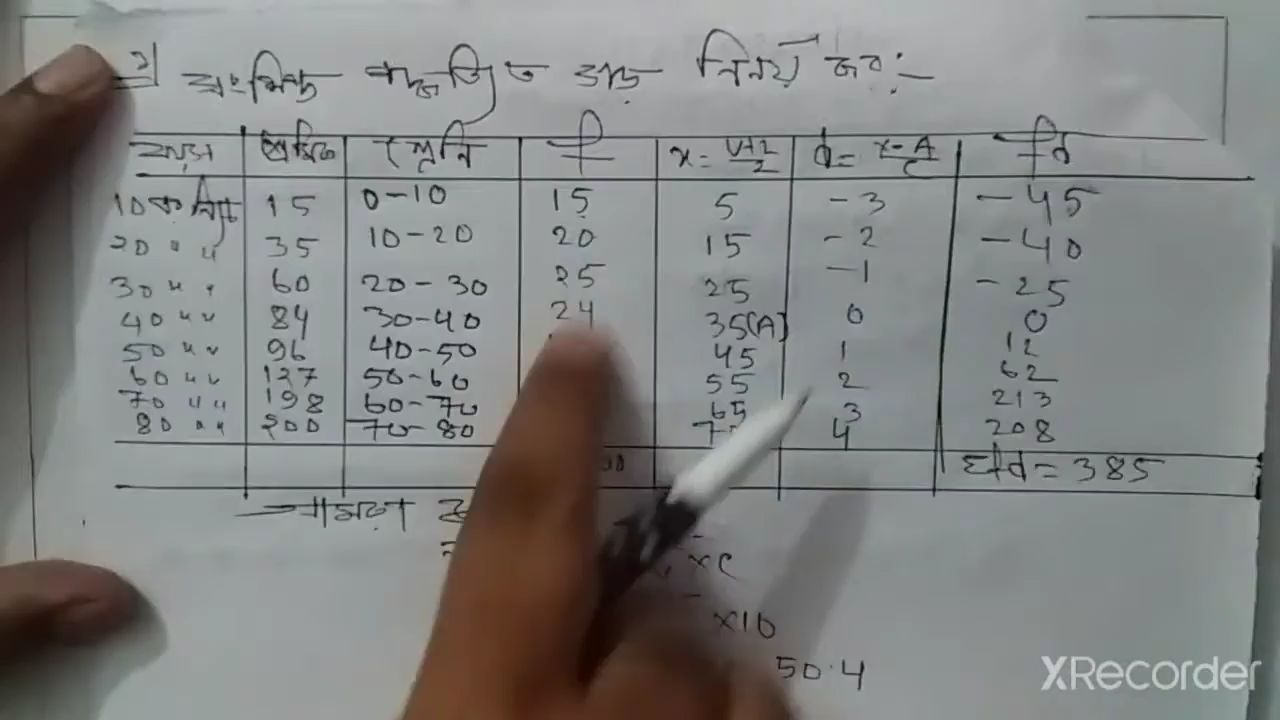 ২| সংক্ষিপ্ত পদ্ধতিতে গড় নির্ণয় কর :-
শ্রমিক শ্রেনি f x = U+L/2 d = x-A/C fd
10 15 0-10 15 5 -3 -45
20 " " 35 10-20 20 15 -2 -40
30 " " 60 20-30 25 25 -1 -25
40 " " 84 30-40 24 35(A) 0 0
50 " " 96 40-50 45 1 12
60 " " 127 50-60 55 2 62
70 " " 198 60-70 65 3 213
80 " " 200 70-80 4 208
Σfd = 385
আমরা
×C
×10
50.4
XRecorder